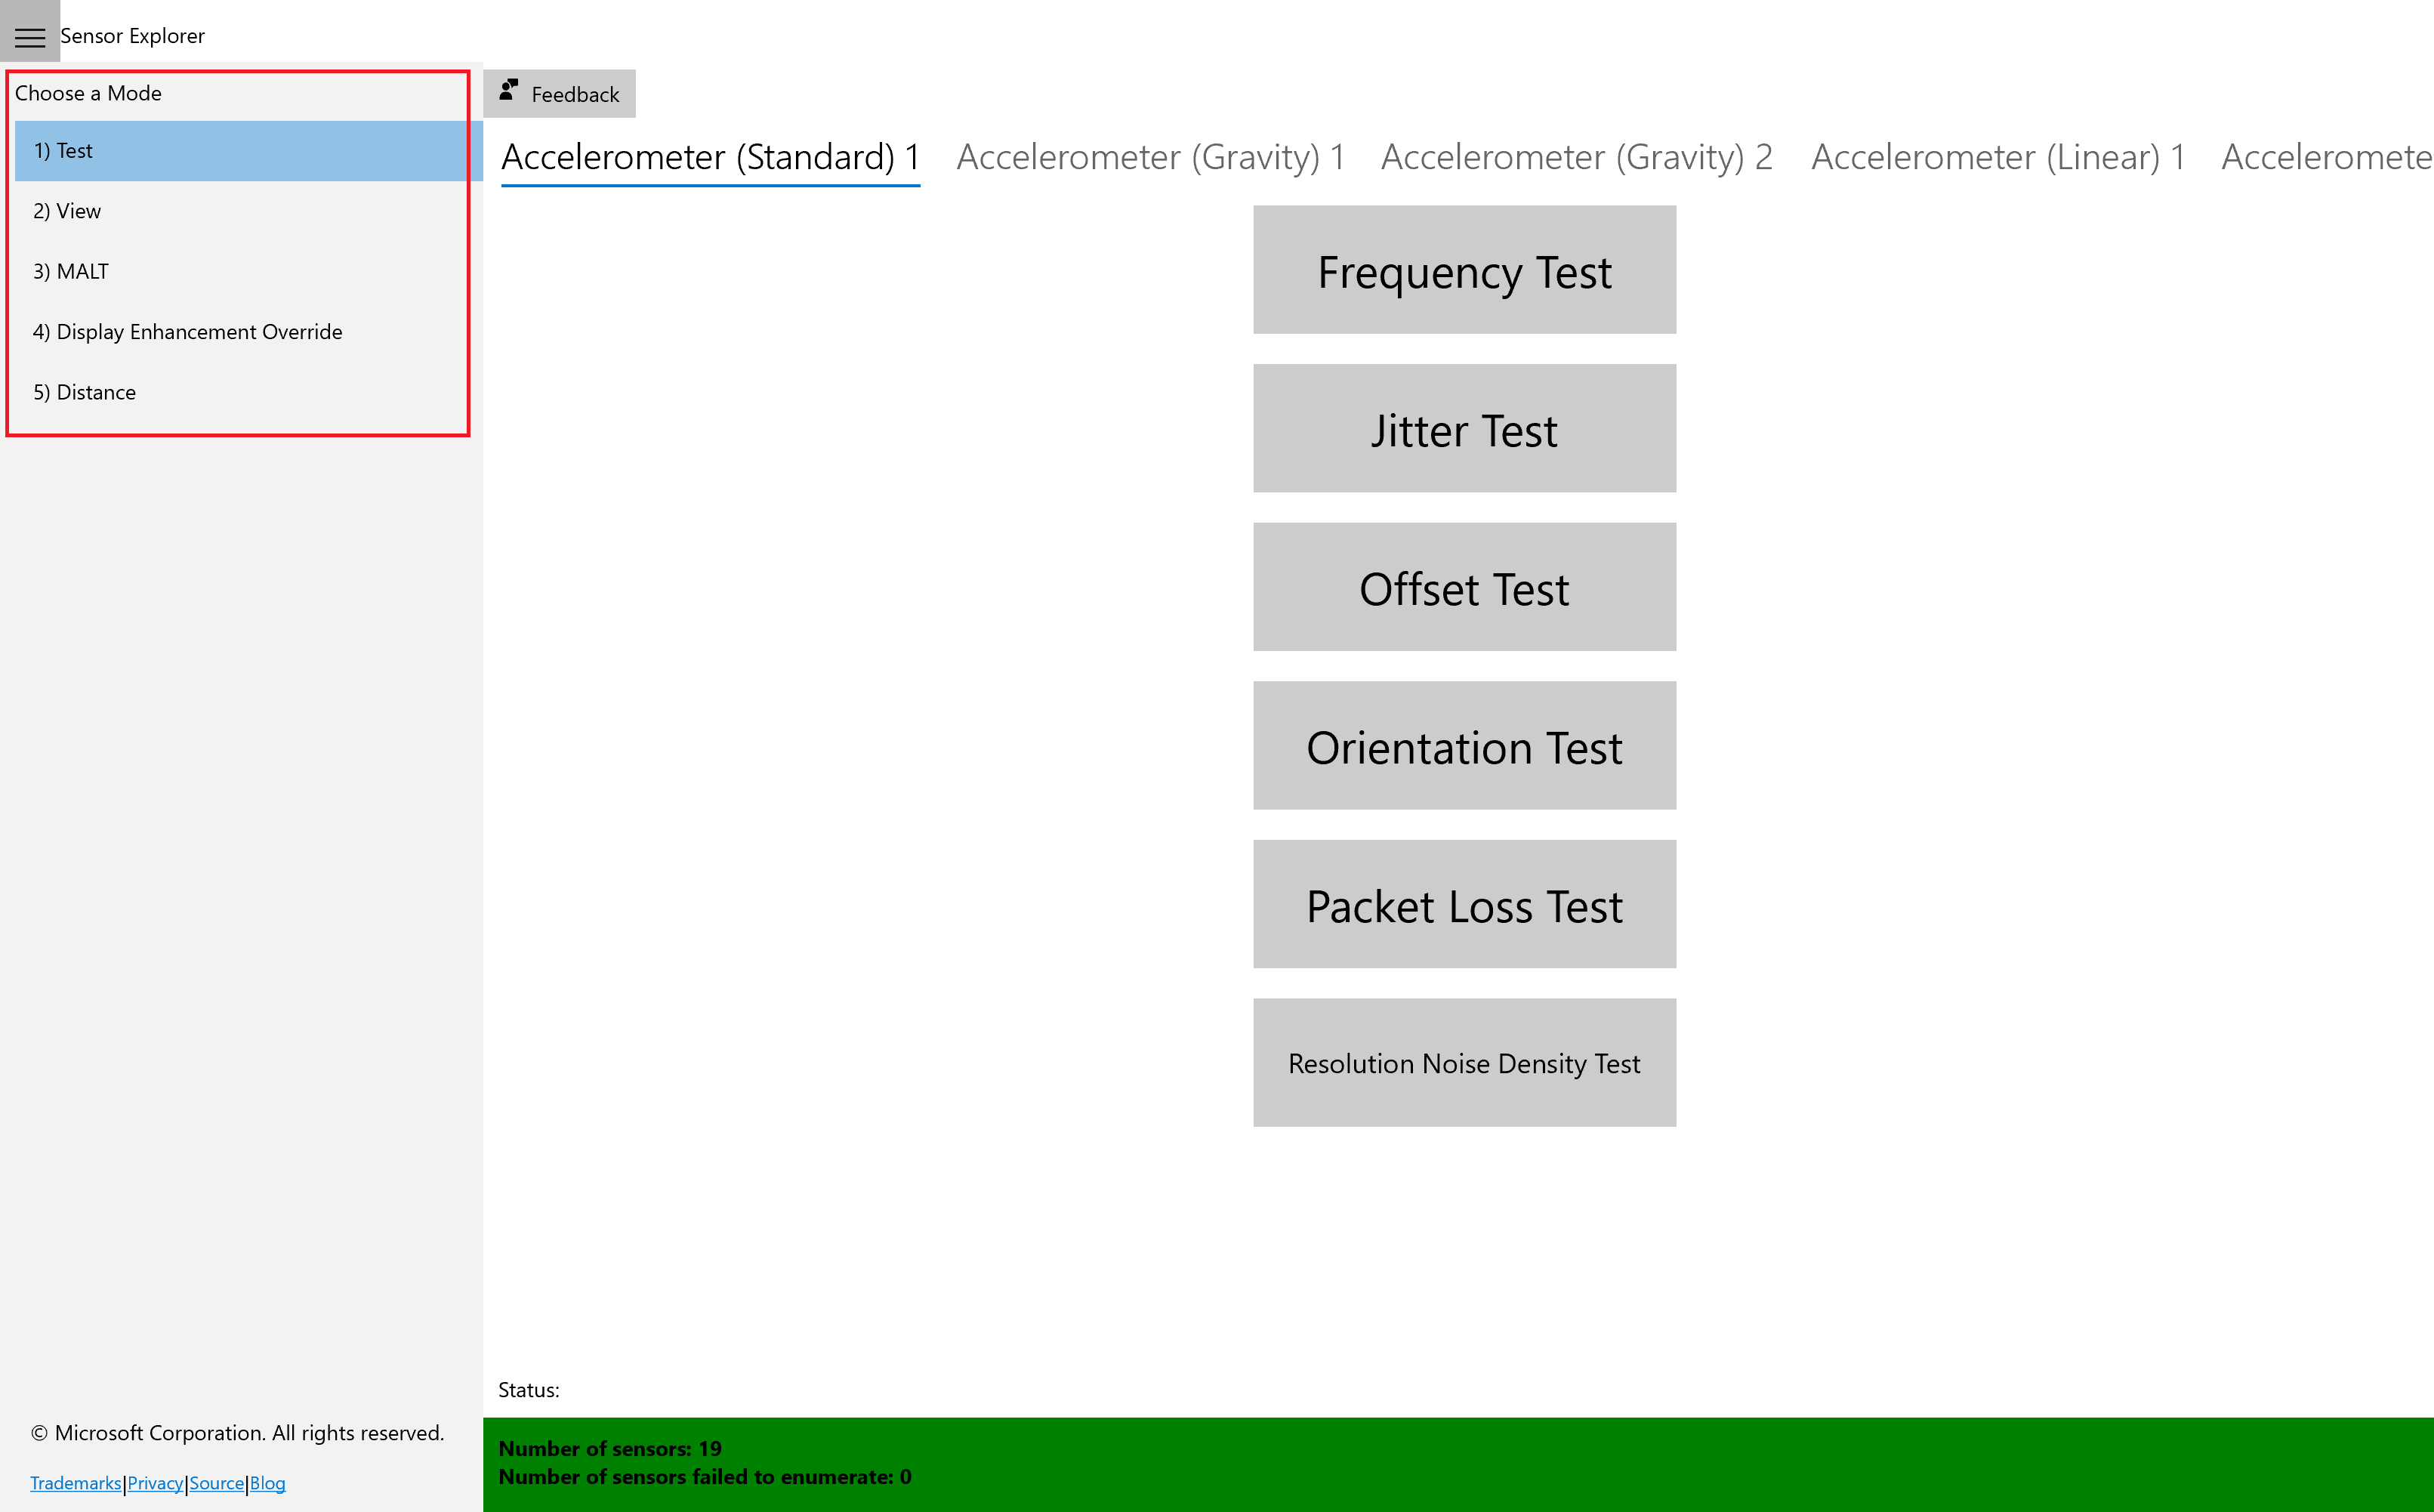 Sensor Explorer
Choose a Mode
1) Test
2) View
3) MALT
4) Display Enhancement Override
5) Distance
© Microsoft Corporation. All rights reserved.
Trademarks|Privacy|Source|Blog
Feedback
Accelerometer (Standard) 1 Accelerometer (Gravity) 1 Accelerometer (Gravity) 2 Accelerometer (Linear) 1 Acceleromete
Frequency Test
Jitter Test
Offset Test
Orientation Test
Packet Loss Test
Resolution Noise Density Test
Status:
Number of sensors: 19
Number of sensors failed to enumerate: 0